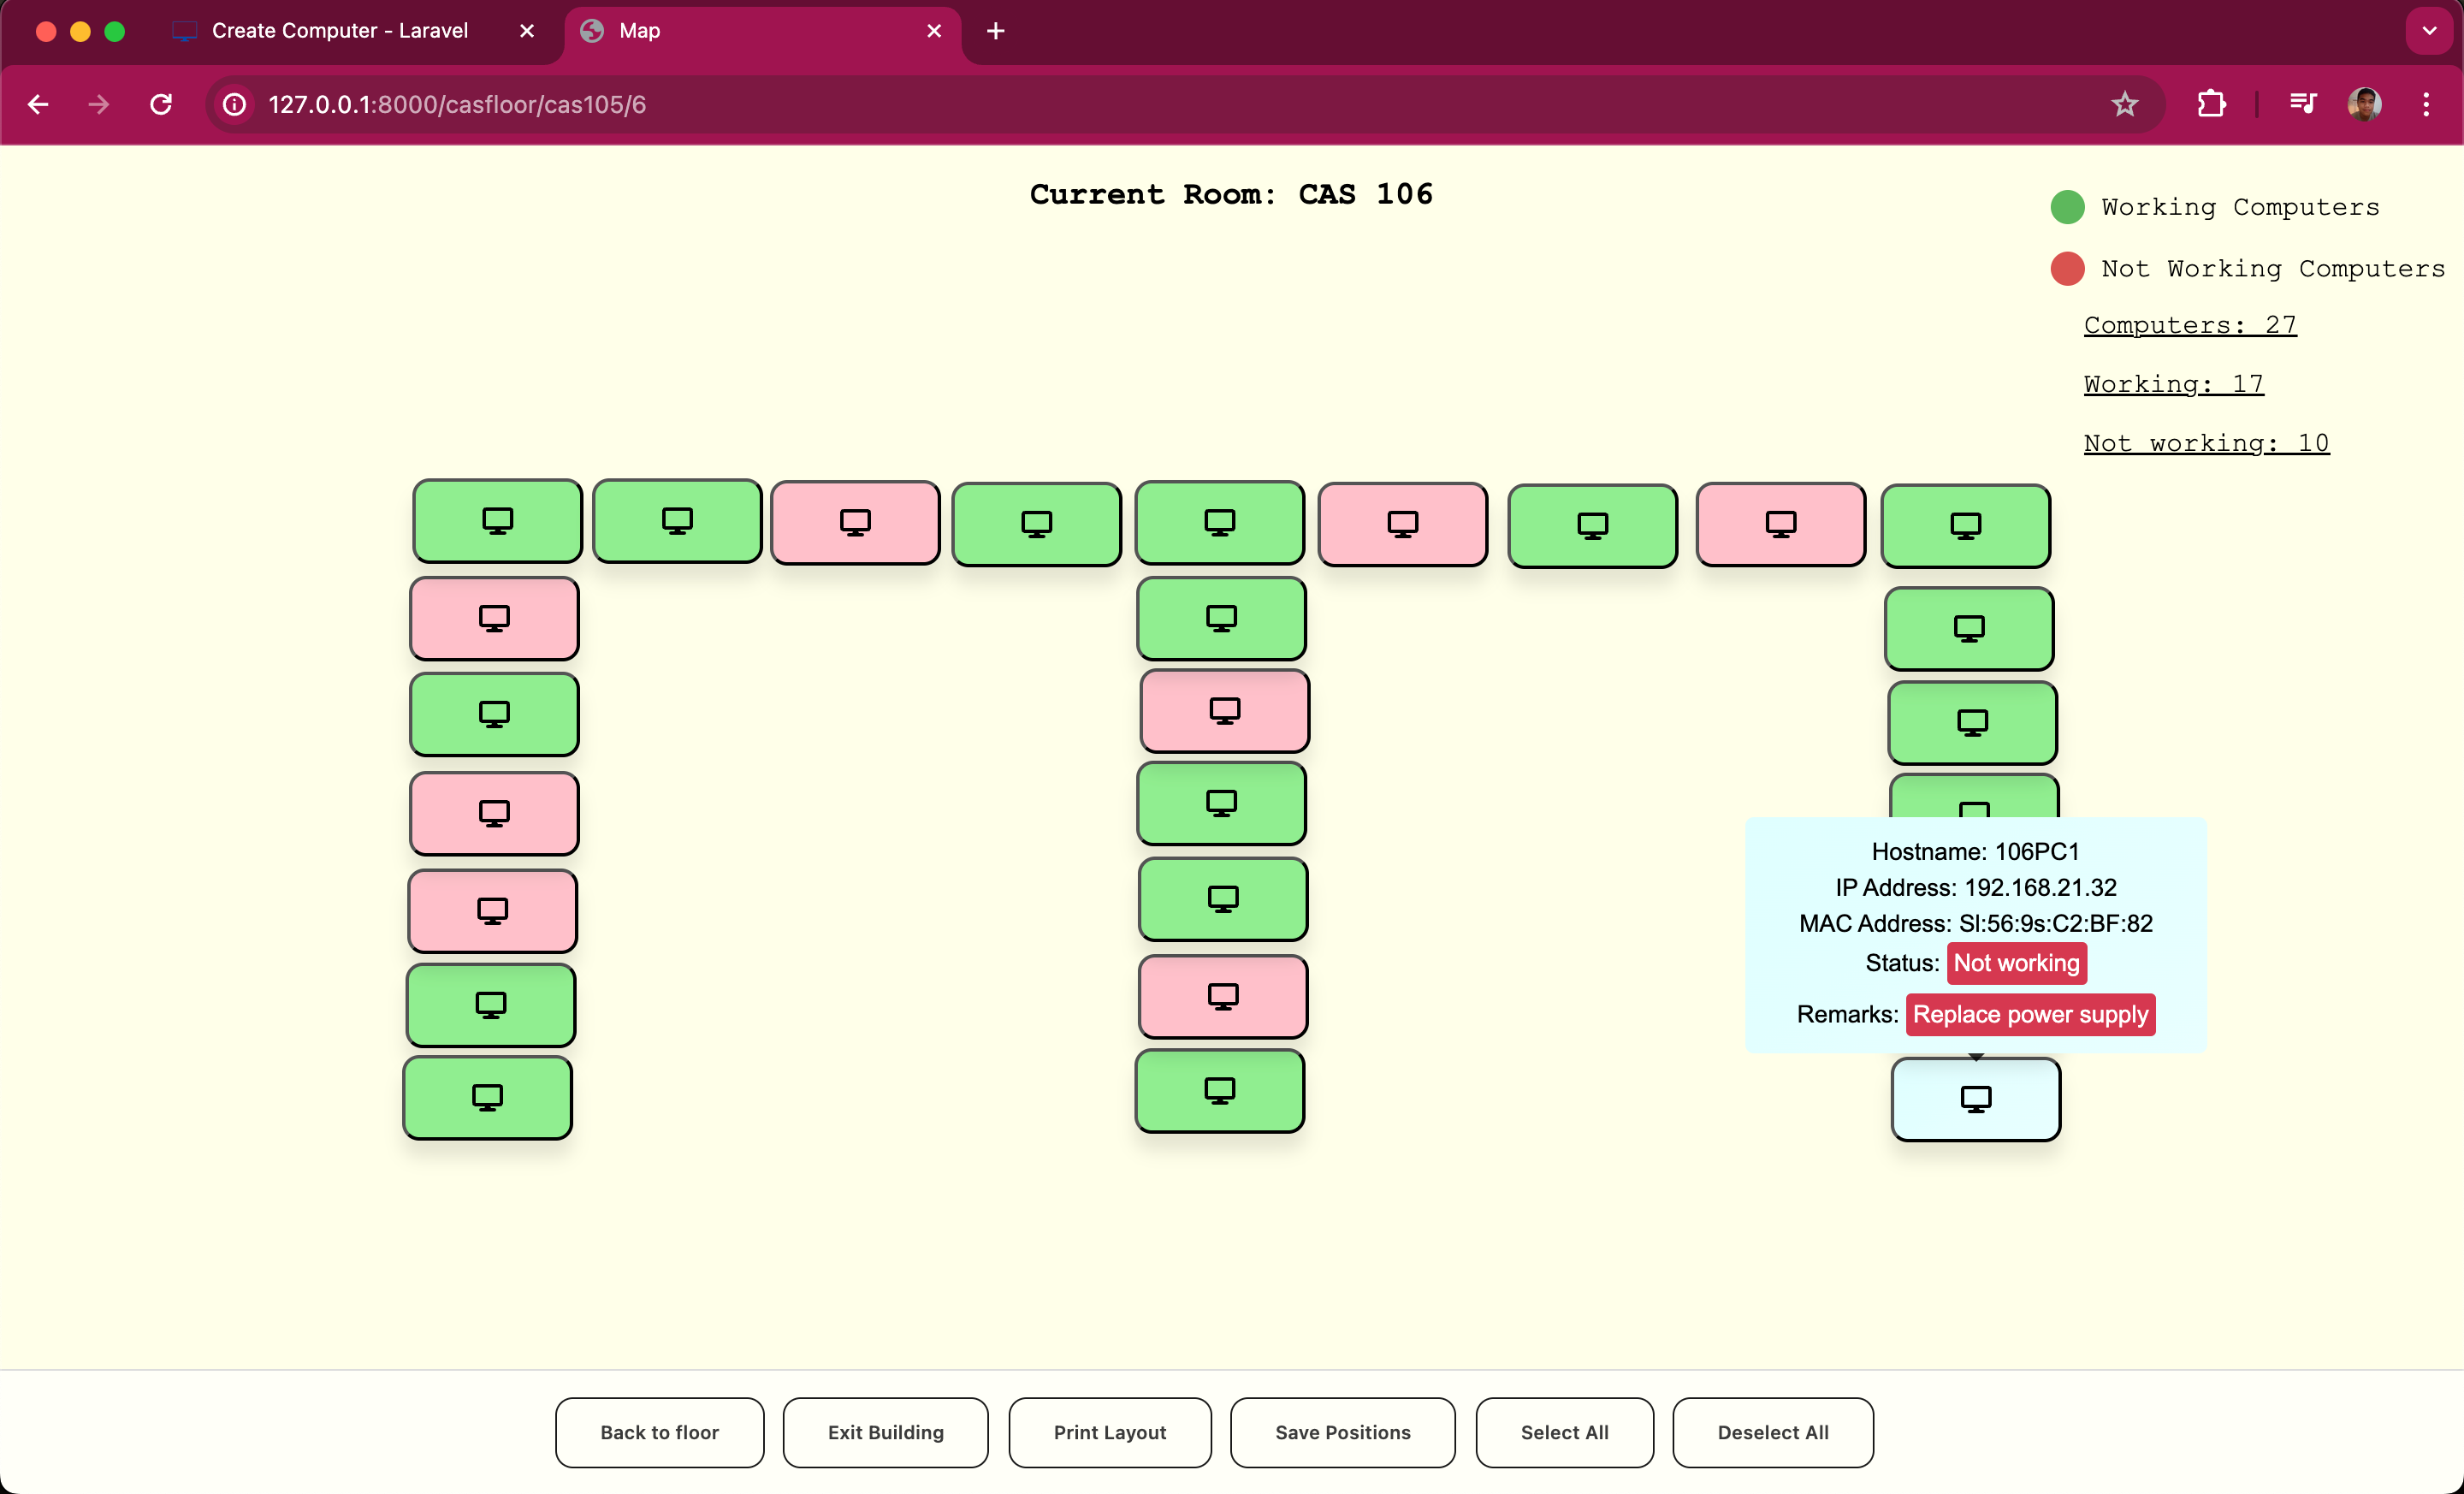 Create Computer - Laravel
Map
127.0.0.1:8000/casfloor/cas105/6
Current Room: CAS 106
Working Computers
Not Working Computers
Computers: 27
Working: 17
Not working: 10
Hostname: 106PC1
IP Address: 192.168.21.32
MAC Address: Sl:56:9s:C2:BF:82
Status: Not working
Remarks: Replace power supply
Back to floor
Exit Building
Print Layout
Save Positions
Select All
Deselect All